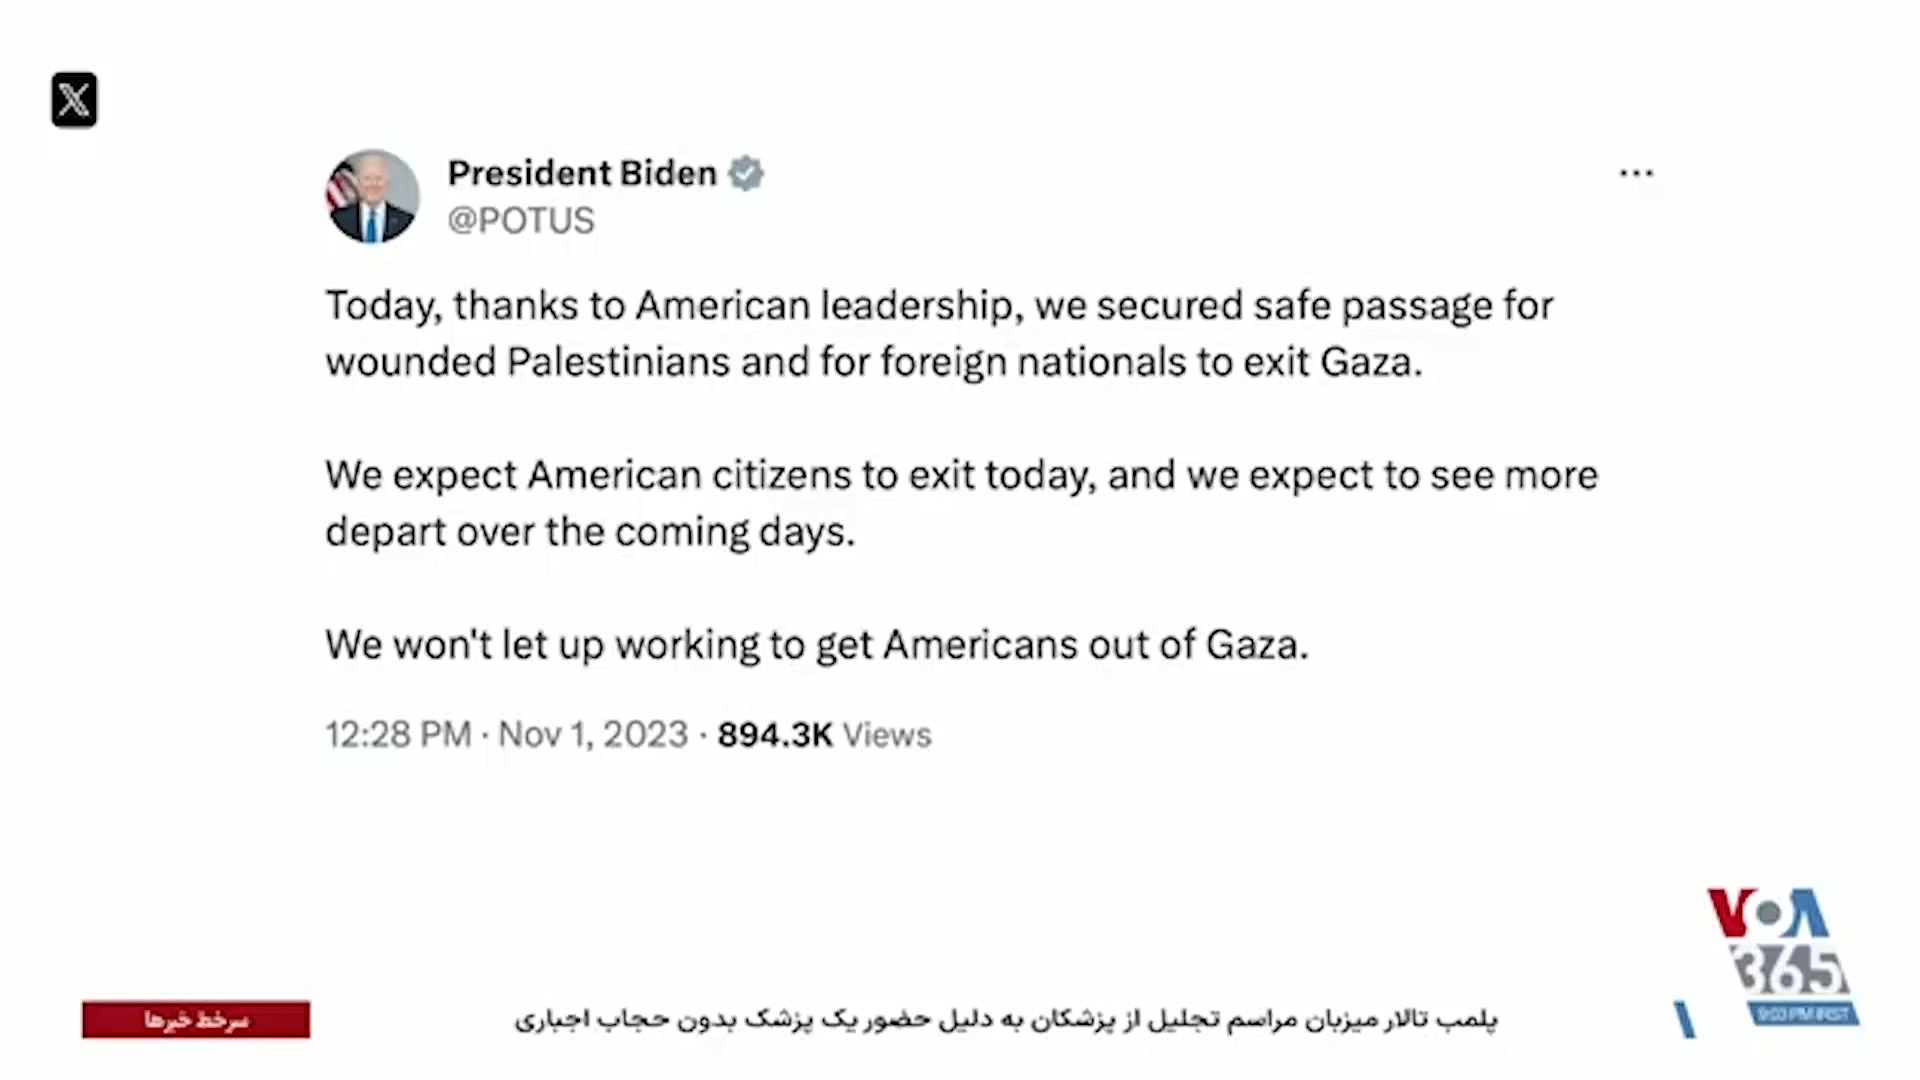 President Biden
@POTUS
Today, thanks to American leadership, we secured safe passage for
wounded Palestinians and for foreign nationals to exit Gaza.
We expect American citizens to exit today, and we expect to see more
depart over the coming days.
We won't let up working to get Americans out of Gaza.
12:28 PM · Nov 1, 2023 · 894.3K Views
VOA
365
9:03 PM IRST
سرخط خبرها
پلمب تالار میزبان مراسم تجلیل از پزشکان به دلیل حضور یک پزشک بدون حجاب اجباری